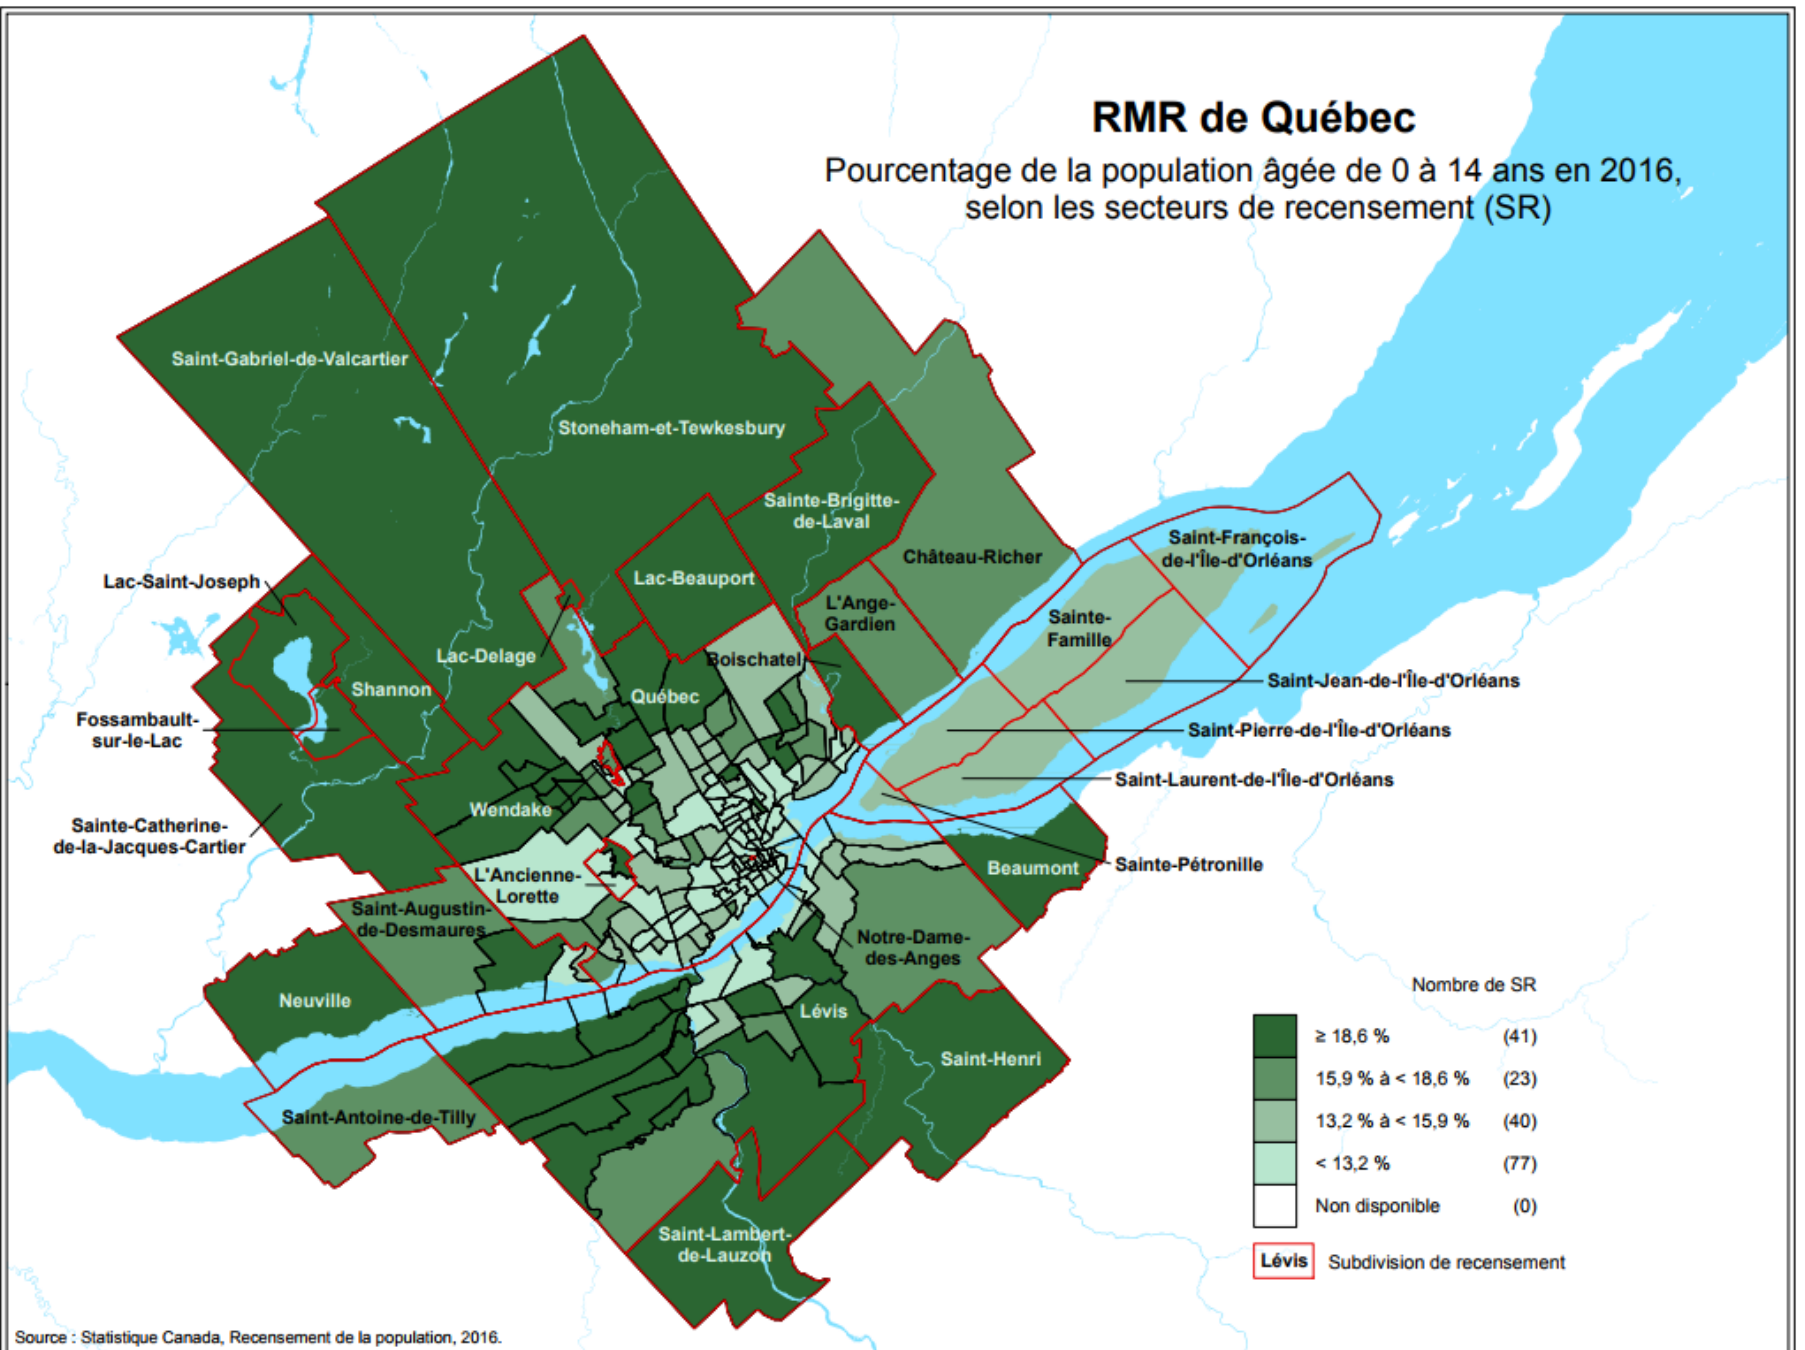 RMR de Québec
Pourcentage de la population âgée de 0 à 14 ans en 2016,
selon les secteurs de recensement (SR)
Saint-Gabriel-de-Valcartier
Stoneham-et-Tewkesbury
Sainte-Brigitte-
de-Laval
Château-Richer
Saint-François-
de-l'Île-d'Orléans
Lac-Saint-Joseph
Lac-Beauport
L'Ange-
Gardien
Sainte-
Famille
Lac-Delage
Boischatel
Shannon
Québec
Saint-Jean-de-l'Île-d'Orléans
Fossambault-
sur-le-Lac
Saint-Pierre-de-l'Île-d'Orléans
Saint-Laurent-de-l'Île-d'Orléans
Wendake
Sainte-Catherine-
de-la-Jacques-Cartier
Sainte-Pétronille
Beaumont
L'Ancienne-
Lorette
Saint-Augustin-
de-Desmaures
Notre-Dame-
des-Anges
Neuville
Lévis
Saint-Henri
Saint-Antoine-de-Tilly
Saint-Lambert-
de-Lauzon
Nombre de SR
≥ 18,6 % (41)
15,9 % à < 18,6 % (23)
13,2 % à < 15,9 % (40)
< 13,2 % (77)
Non disponible (0)
Lévis Subdivision de recensement
Source : Statistique Canada, Recensement de la population, 2016.